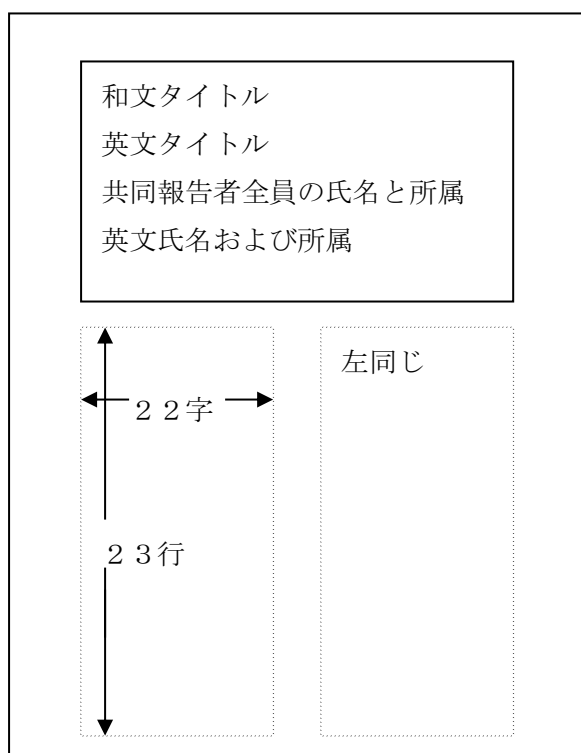 和文タイトル
英文タイトル
共同報告者全員の氏名と所属
英文氏名および所属
左同じ
２２字
２３行